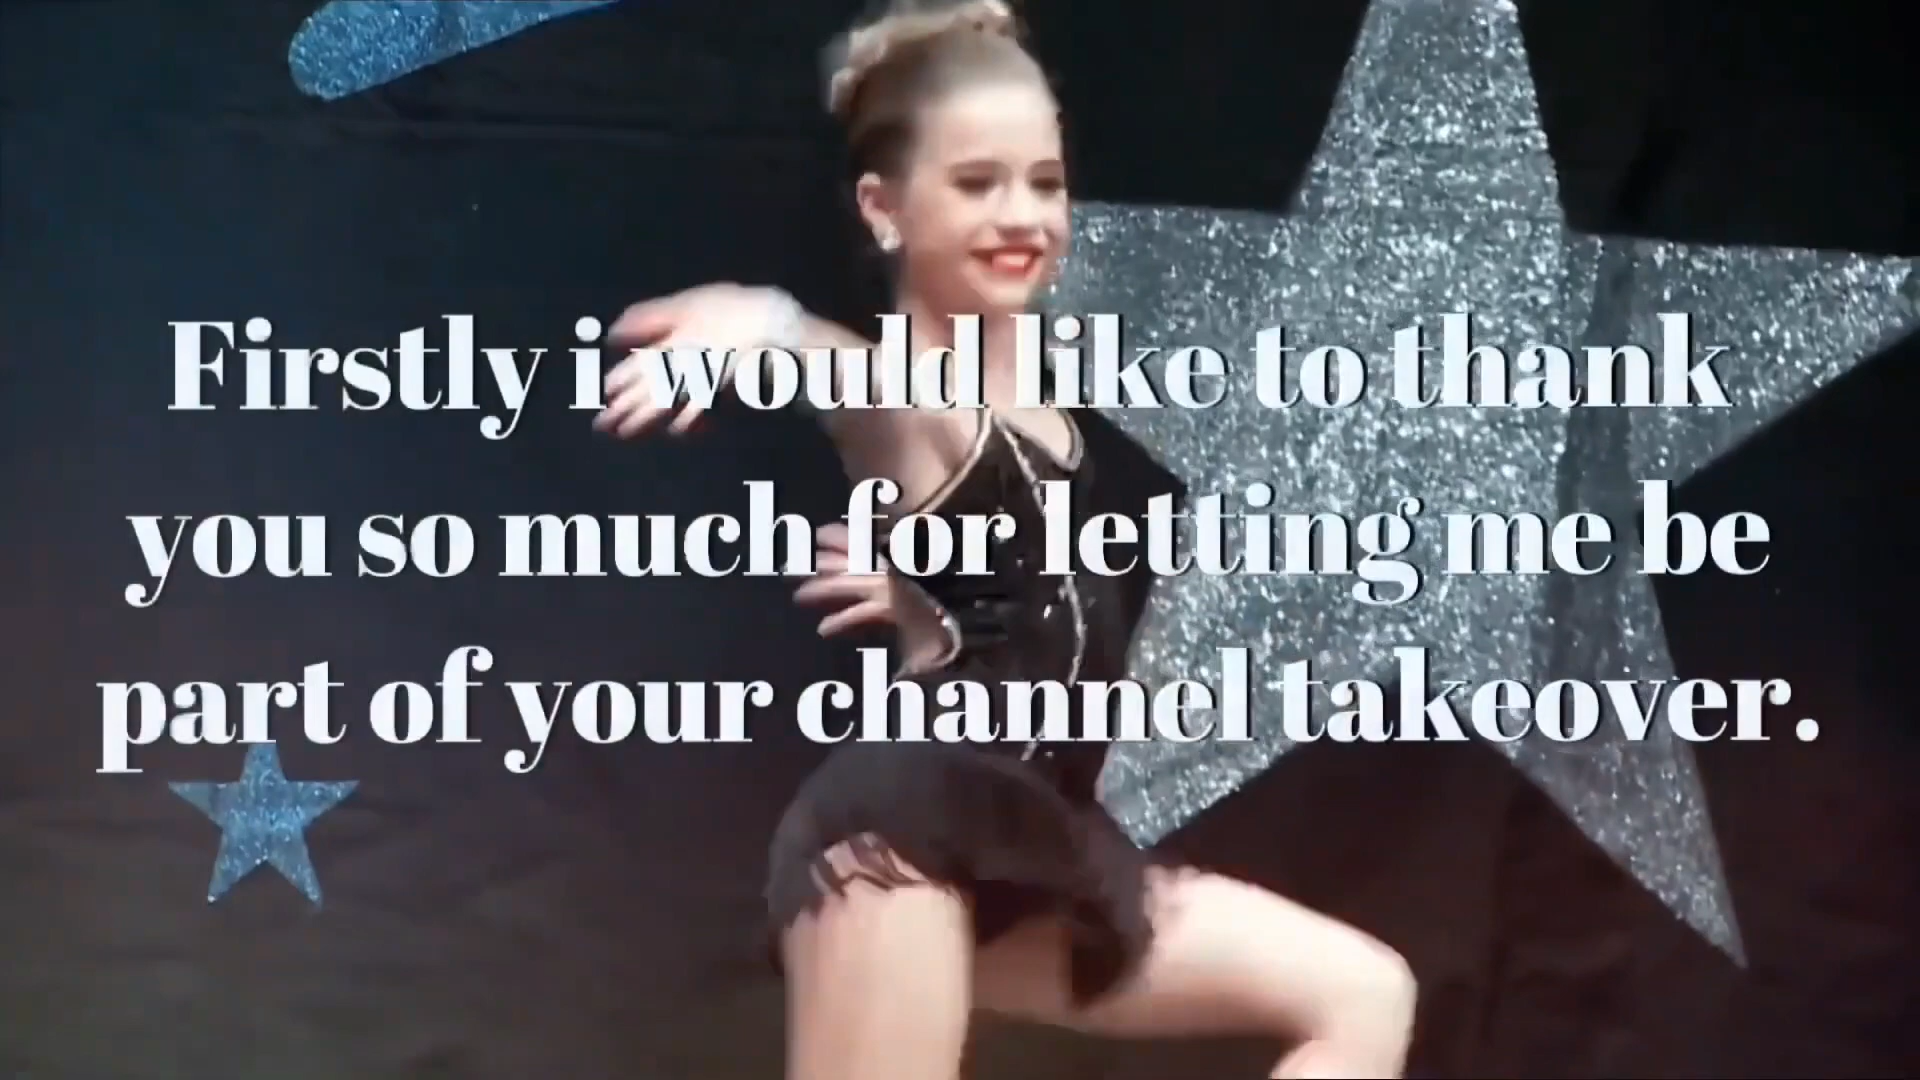 Firstly i would like to thank
you so much for letting me be
part of your channel takeover.